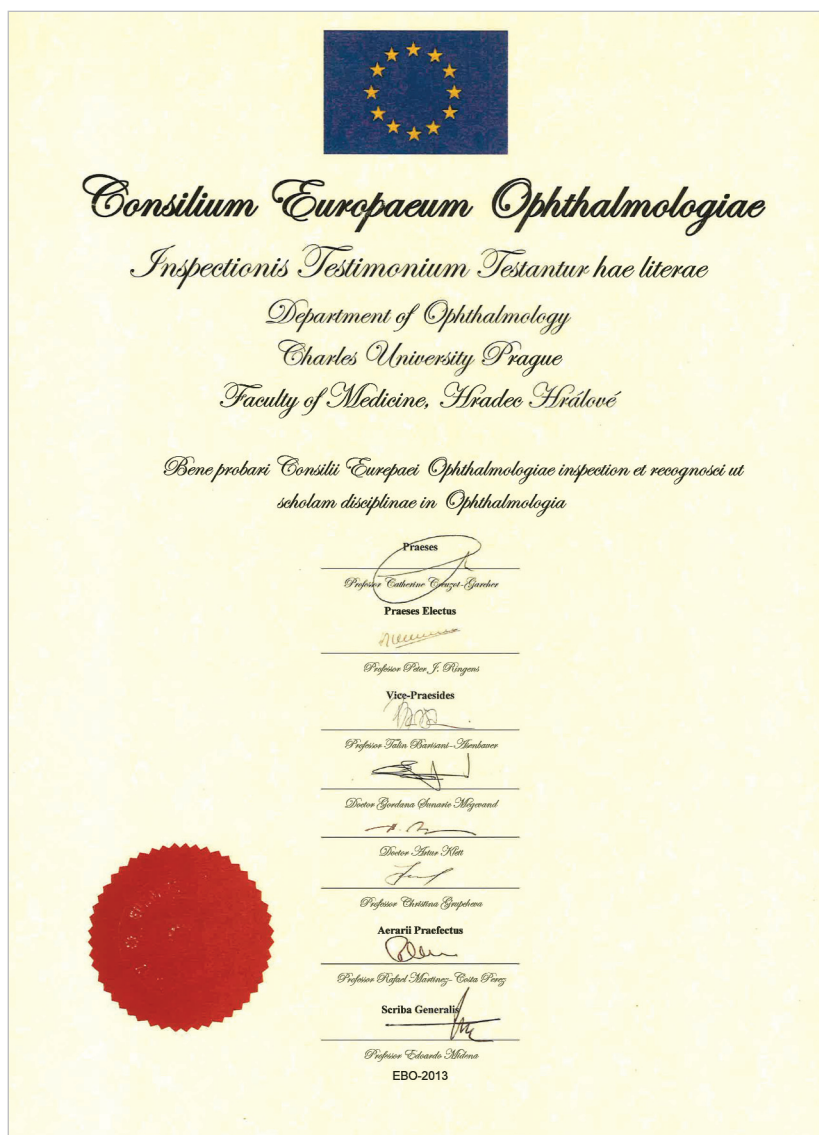 Consilium Europaeum Ophthalmologiae
Inspectionis Testimonium Testantur hae literae
Department of Ophthalmology
Charles University Prague
Faculty of Medicine, Hradec Hrálové
Bene probari Consilii Eurepaei Ophthalmologiae inspection et recognosci ut
scholam disciplinae in Ophthalmologia
Praeses
Professor Catherine Creuzot-Garcher
Praeses Electus
Professor Peter J. Ringens
Vice-Praesides
Professor Talin Barisani-Asenbauer
Doctor Gordana Sunaric Mégevand
Doctor Artur Klett
Professor Christina Grupcheva
Aerarii Praefectus
Professor Rafael Martinez-Costa Perez
Scriba Generalis
Professor Edoardo Midena
EBO-2013